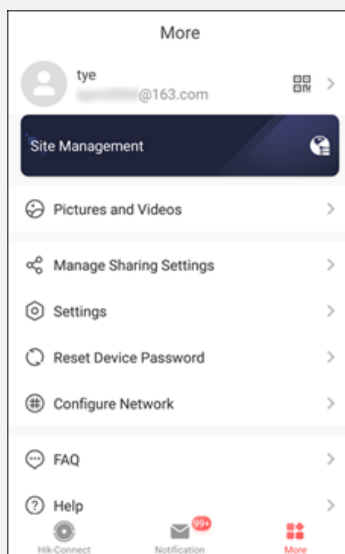 More
tye
@163.com
Site Management
Pictures and Videos
Manage Sharing Settings
Settings
Reset Device Password
Configure Network
FAQ
Help
99+
Hik-Connect
Notification
More